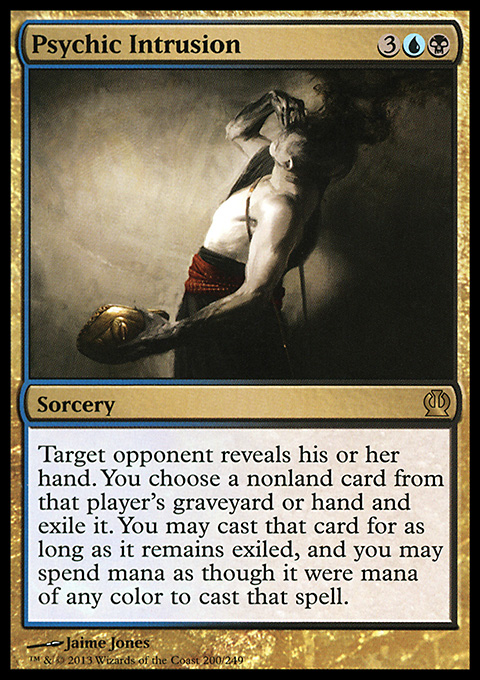 Psychic Intrusion 3
Sorcery
Target opponent reveals his or her
hand. You choose a nonland card from
that player's graveyard or hand and
exile it. You may cast that card for as
long as it remains exiled, and you may
spend mana as though it were mana
of any color to cast that spell.
Jaime Jones
™ & © 2013 Wizards of the Coast 200/249